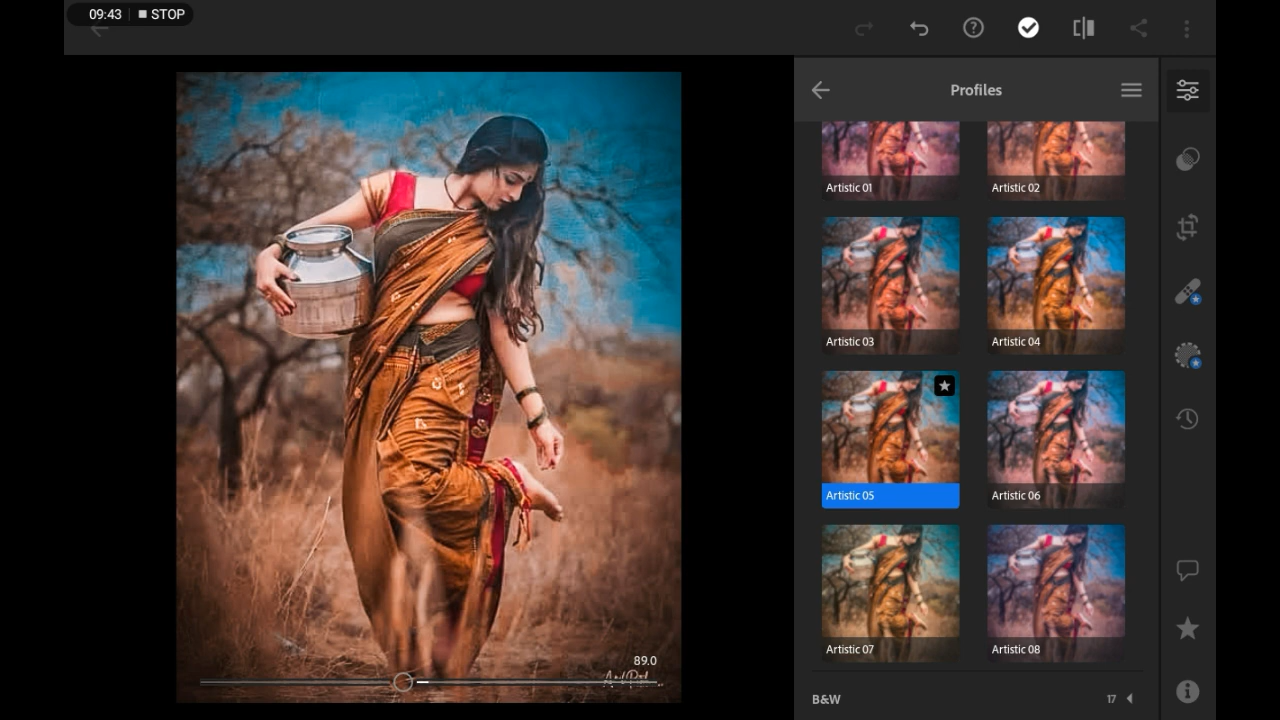 09:43 STOP
Profiles
Artistic 01
Artistic 02
Artistic 03
Artistic 04
Artistic 05
Artistic 06
Artistic 07
Artistic 08
89.0
B&W
17